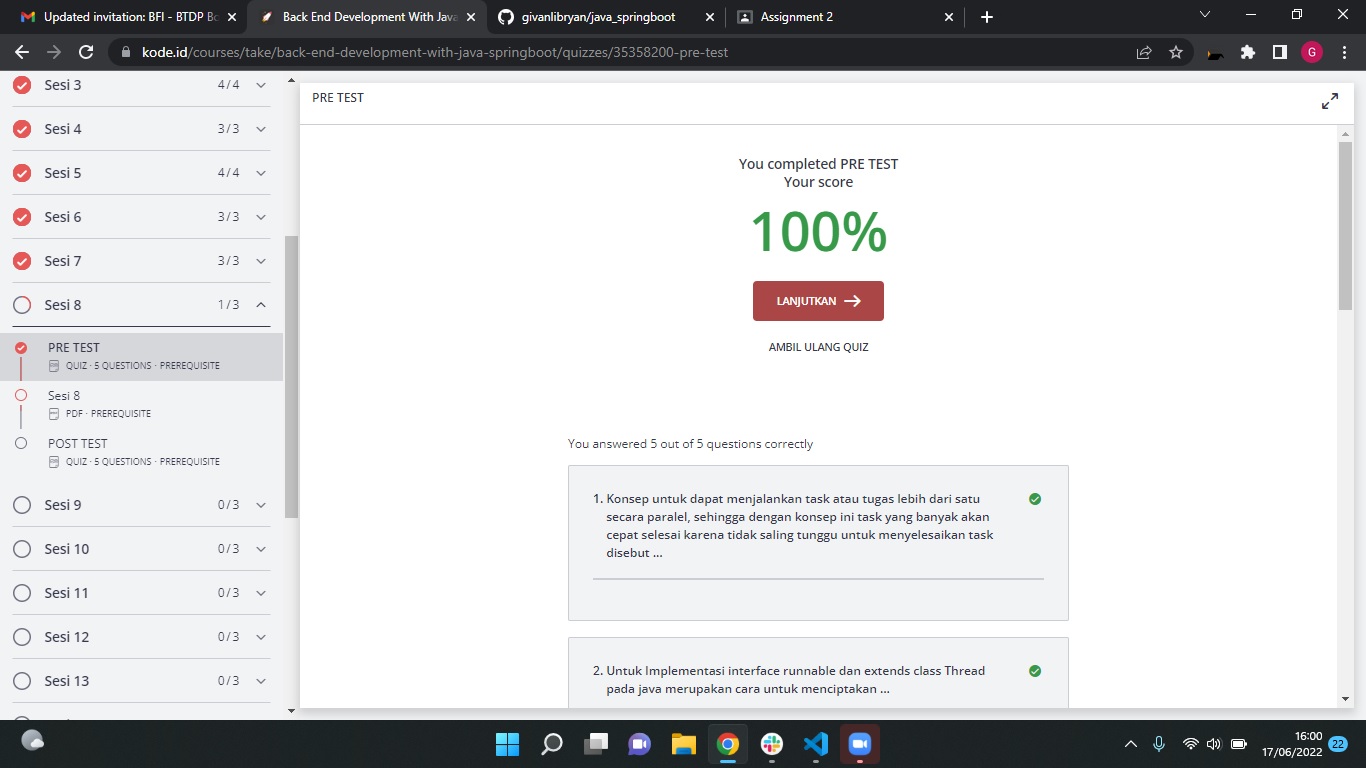 Updated invitation: BFI - BTDP Bo
Back End Development With Java
givanlibryan/java_springboot
Assignment 2
kode.id/courses/take/back-end-development-with-java-springboot/quizzes/35358200-pre-test
G
Sesi 3 4/4
Sesi 4 3/3
Sesi 5 4/4
Sesi 6 3/3
Sesi 7 3/3
Sesi 8 1/3
PRE TEST
QUIZ · 5 QUESTIONS · PREREQUISITE
Sesi 8
PDF · PREREQUISITE
POST TEST
QUIZ · 5 QUESTIONS · PREREQUISITE
Sesi 9 0/3
Sesi 10 0/3
Sesi 11 0/3
Sesi 12 0/3
Sesi 13 0/3
PRE TEST
You completed PRE TEST
Your score
100%
LANJUTKAN
AMBIL ULANG QUIZ
You answered 5 out of 5 questions correctly
1. Konsep untuk dapat menjalankan task atau tugas lebih dari satu
secara paralel, sehingga dengan konsep ini task yang banyak akan
cepat selesai karena tidak saling tunggu untuk menyelesaikan task
disebut ...
2. Untuk Implementasi interface runnable dan extends class Thread
pada java merupakan cara untuk menciptakan ...
16:00
17/06/2022
22